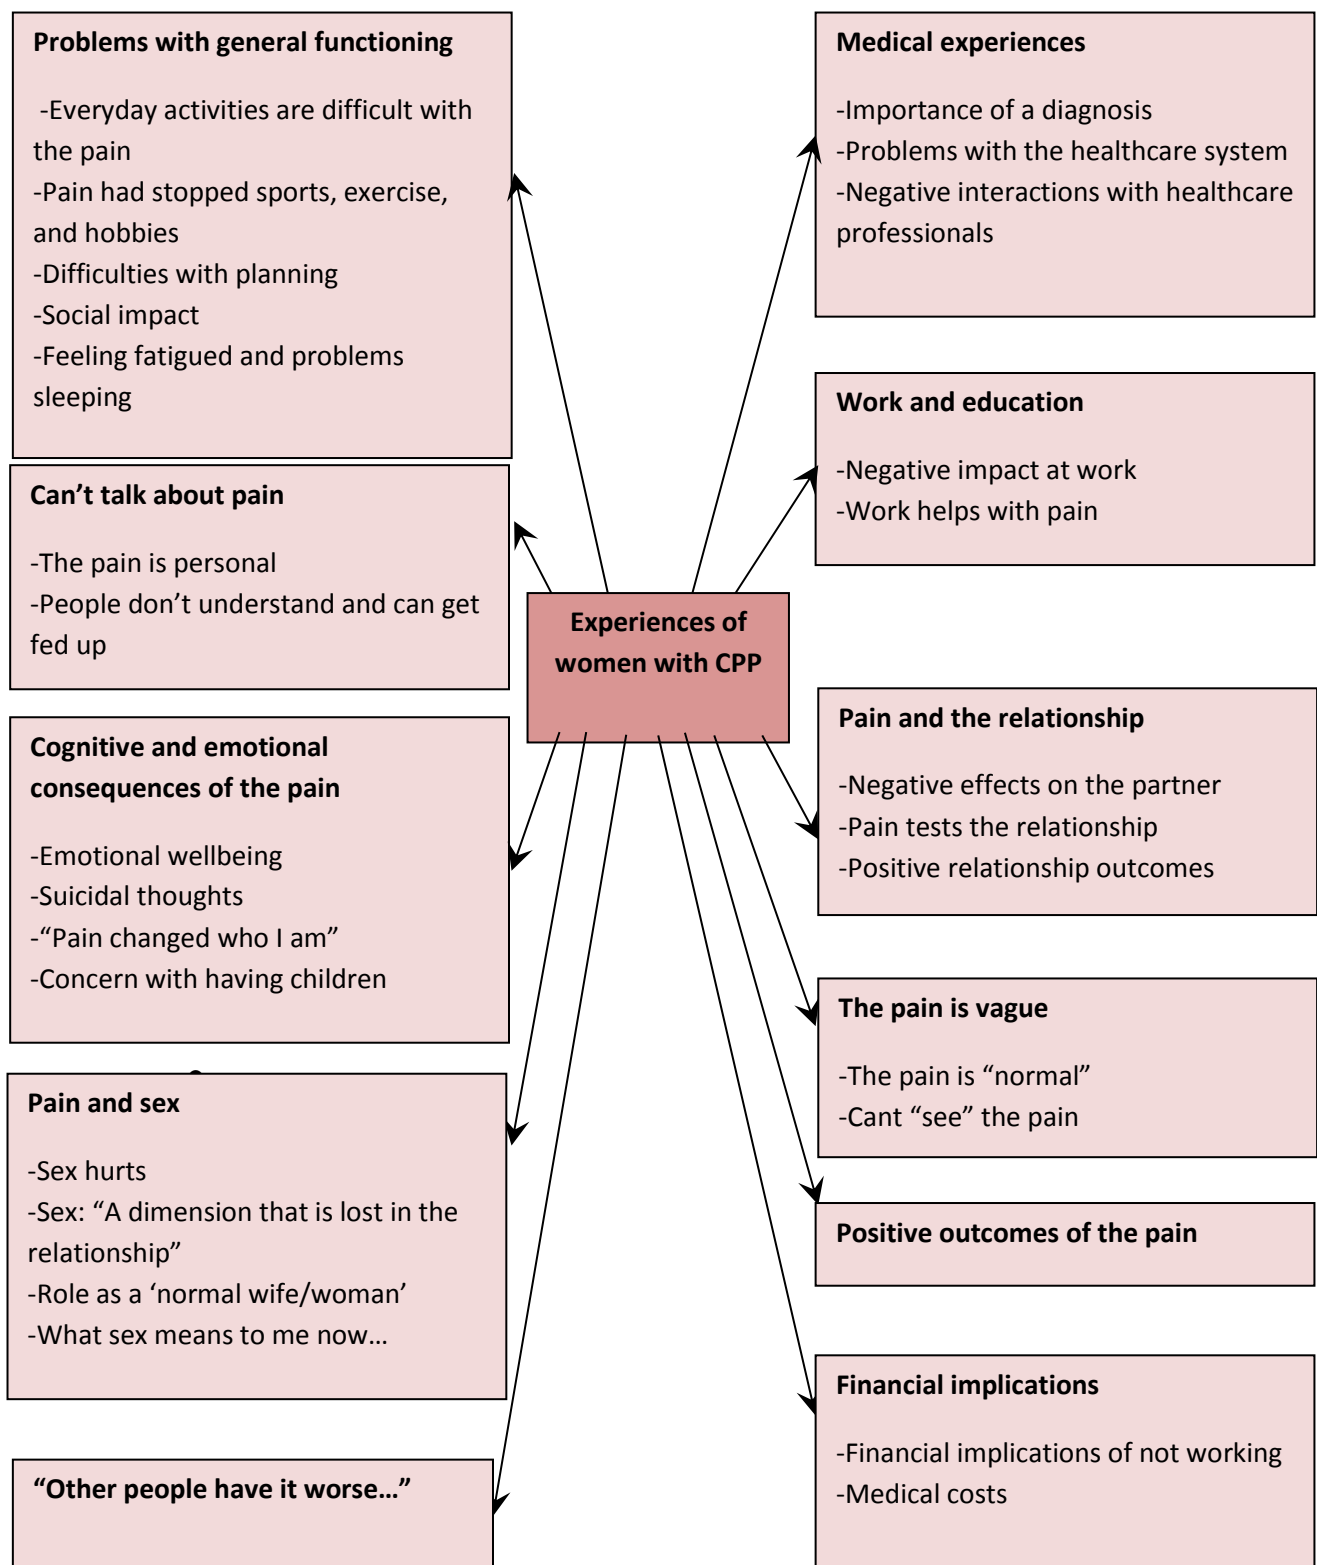 Problems with general functioning
-Everyday activities are difficult with
the pain
-Pain had stopped sports, exercise,
and hobbies
-Difficulties with planning
-Social impact
-Feeling fatigued and problems
sleeping
Can’t talk about pain
-The pain is personal
-People don’t understand and can get
fed up
Cognitive and emotional
consequences of the pain
-Emotional wellbeing
-Suicidal thoughts
-“Pain changed who I am”
-Concern with having children
Pain and sex
-Sex hurts
-Sex: “A dimension that is lost in the
relationship”
-Role as a ‘normal wife/woman’
-What sex means to me now…
“Other people have it worse…”
Experiences of
women with CPP
Medical experiences
-Importance of a diagnosis
-Problems with the healthcare system
-Negative interactions with healthcare
professionals
Work and education
-Negative impact at work
-Work helps with pain
Pain and the relationship
-Negative effects on the partner
-Pain tests the relationship
-Positive relationship outcomes
The pain is vague
-The pain is “normal”
-Cant “see” the pain
Positive outcomes of the pain
Financial implications
-Financial implications of not working
-Medical costs